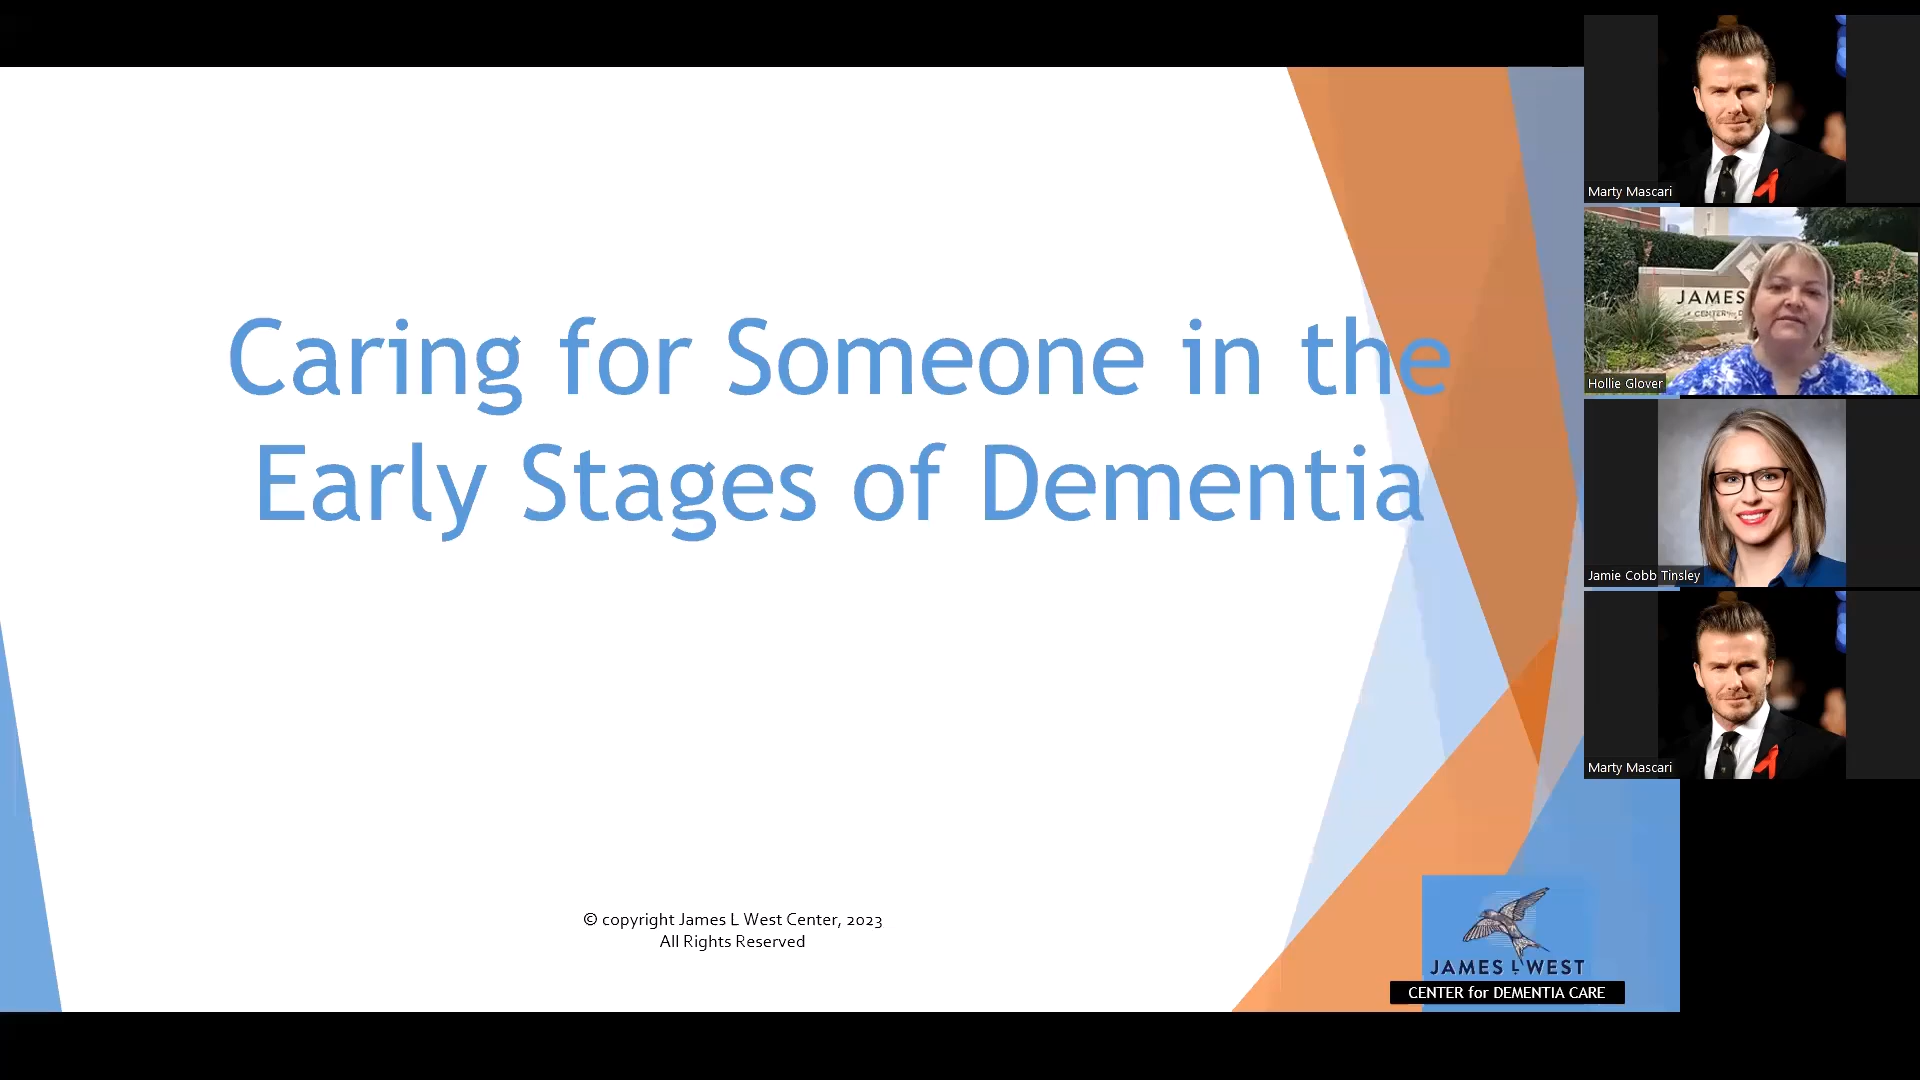 Caring for Someone in the
Early Stages of Dementia
© copyright James L West Center, 2023
All Rights Reserved
JAMES L WEST
CENTER for DEMENTIA CARE
Marty Mascari
JAMES
CENTER
Hollie Glover
Jamie Cobb Tinsley
Marty Mascari